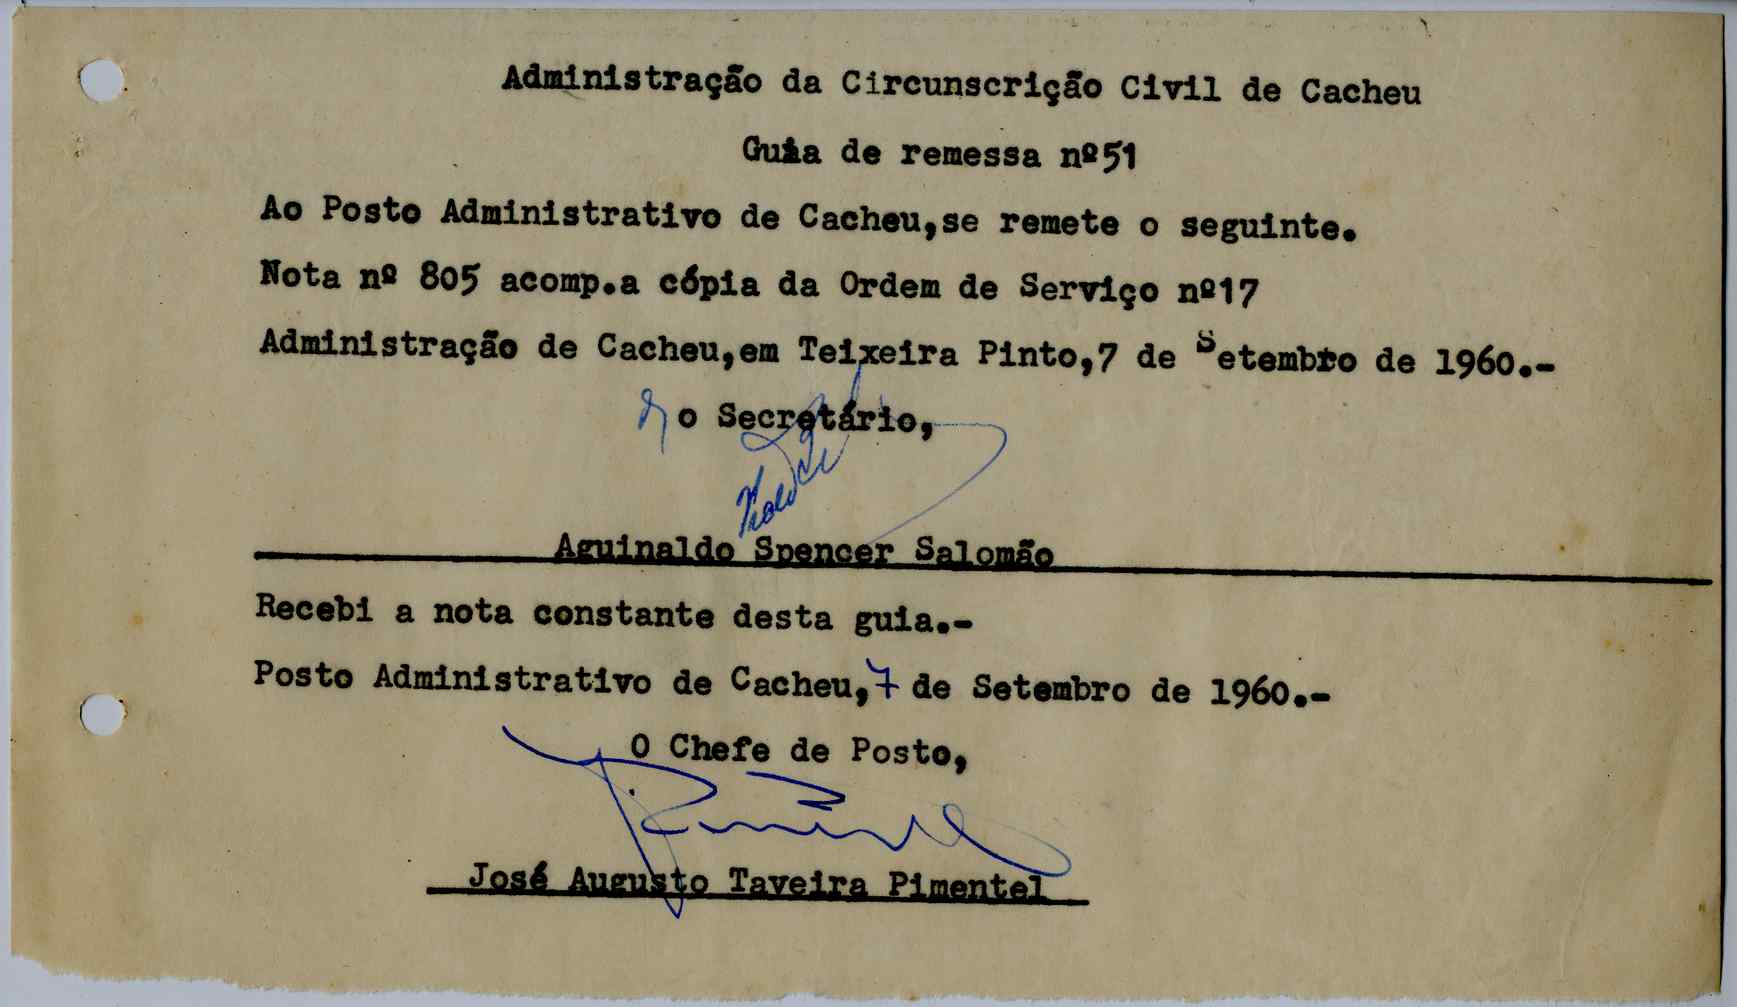 Administração da Circunscrição Civil de Cacheu
Guia de remessa nº51
Ao Posto Administrativo de Cacheu,se remete o seguinte.
Nota nº 805 acomp.a cópia da Ordem de Serviço nº17
Administração de Cacheu,em Teixeira Pinto,7 de Setembro de 1960.-
o Secretário,
Aguinaldo Spencer Salomão
Recebi a nota constante desta guia.-
Posto Administrativo de Cacheu,7 de Setembro de 1960.-
O Chefe de Posto,
José Augusto Taveira Pimentel